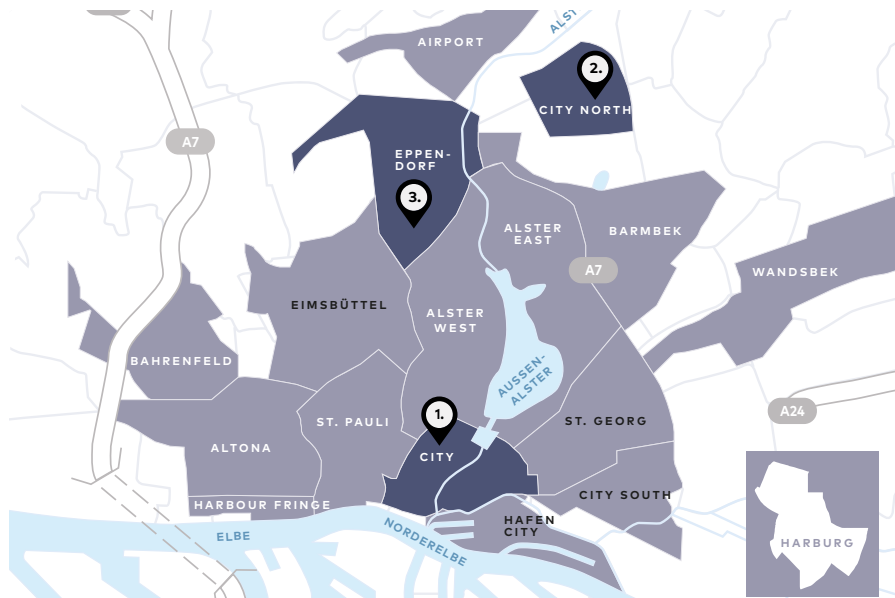 ALST
AIRPORT
2.
CITY NORTH
A7
EPPEN-
DORF
3.
ALSTER
EAST
BARMBEK
A7
WANDSBEK
EIMSBÜTTEL
ALSTER
WEST
BAHRENFELD
AUSSEN-
ALSTER
1.
A24
ST. PAULI
ST. GEORG
ALTONA
CITY
CITY SOUTH
HARBOUR FRINGE
HAFEN
CITY
ELBE
NORDERELBE
HARBURG